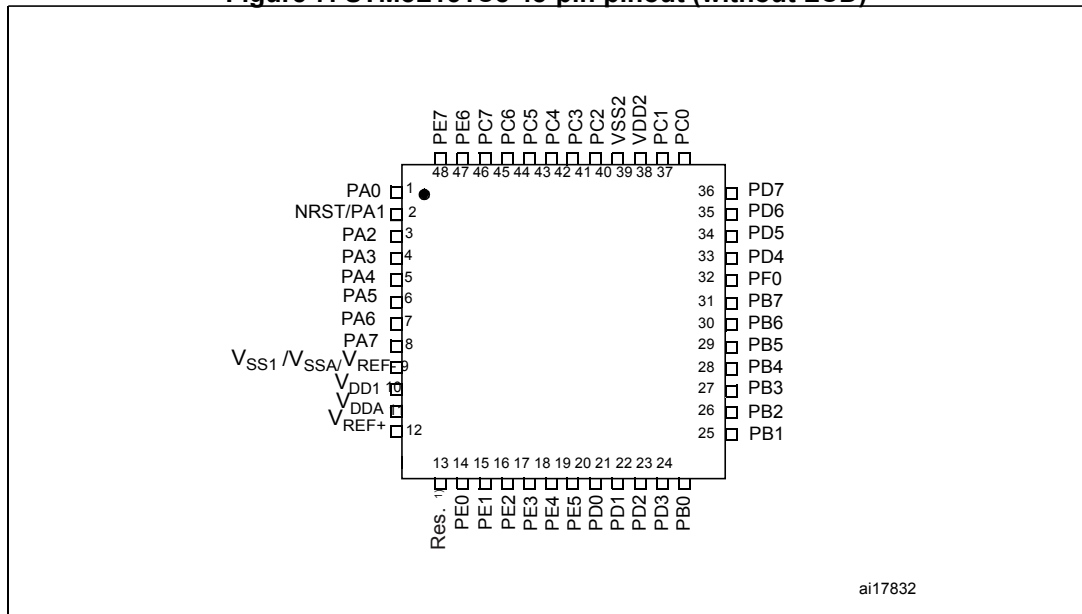 PE7 PE6 PC7 PC6 PC5 PC4 PC3 PC2 VSS2 VDD2 PC1 PC0
48 47 46 45 44 43 42 41 40 39 38 37
PA0 1
NRST/PA1 2
PA2 3
PA3 4
PA4 5
PA5 6
PA6 7
PA7 8
VSS1 /VSSA/VREF- 9
VDD1 10
VDDA 11
VREF+ 12
36 PD7
35 PD6
34 PD5
33 PD4
32 PF0
31 PB7
30 PB6
29 PB5
28 PB4
27 PB3
26 PB2
25 PB1
13 14 15 16 17 18 19 20 21 22 23 24
Res. 1) PE0 PE1 PE2 PE3 PE4 PE5 PD0 PD1 PD2 PD3 PB0
ai17832